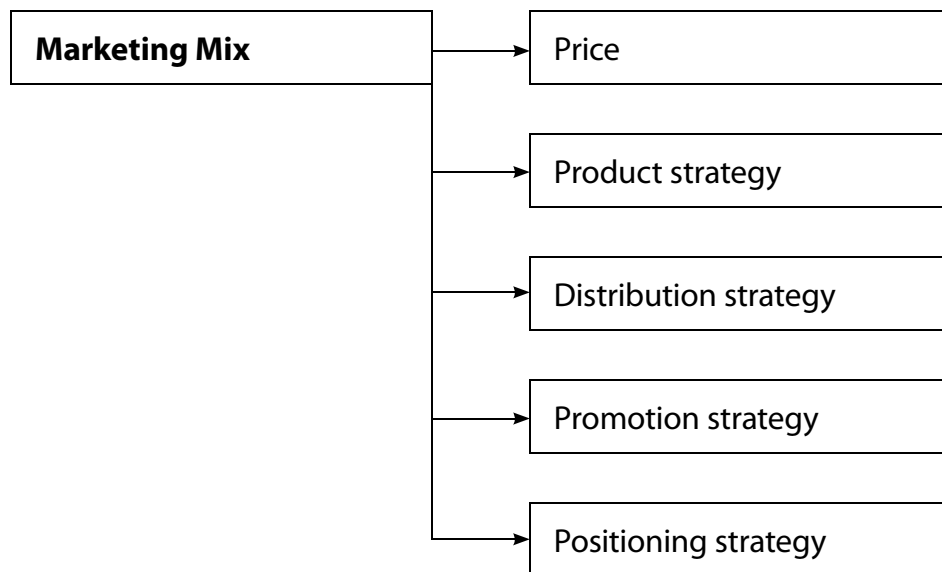 Marketing Mix
Price
Product strategy
Distribution strategy
Promotion strategy
Positioning strategy